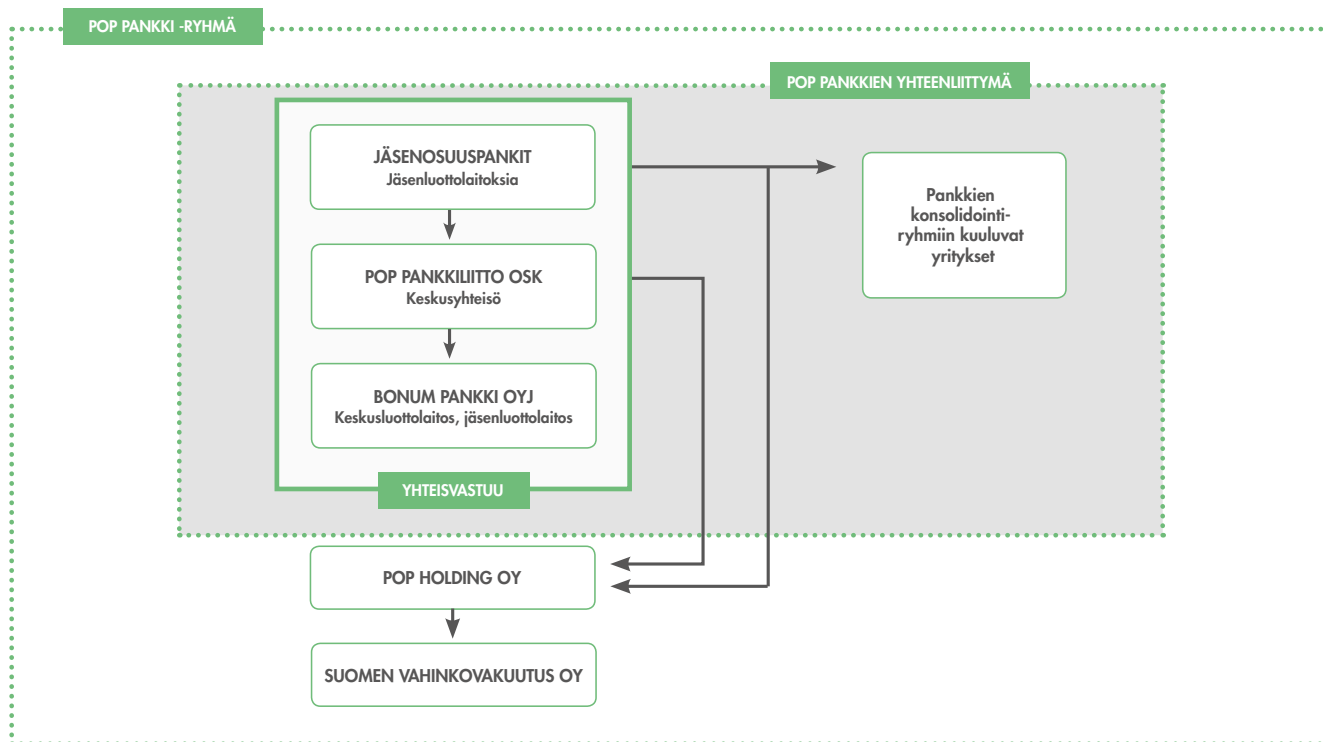 POP PANKKI -RYHMÄ
POP PANKKIEN YHTEENLIITTYMÄ
JÄSENOSUUSPANKIT
Jäsenluottolaitoksia
POP PANKKILIITTO OSK
Keskusyhteisö
BONUM PANKKI OYJ
Keskusluottolaitos, jäsenluottolaitos
YHTEISVASTUU
Pankkien
konsolidointi-
ryhmiin kuuluvat
yritykset
POP HOLDING OY
SUOMEN VAHINKOVAKUUTUS OY